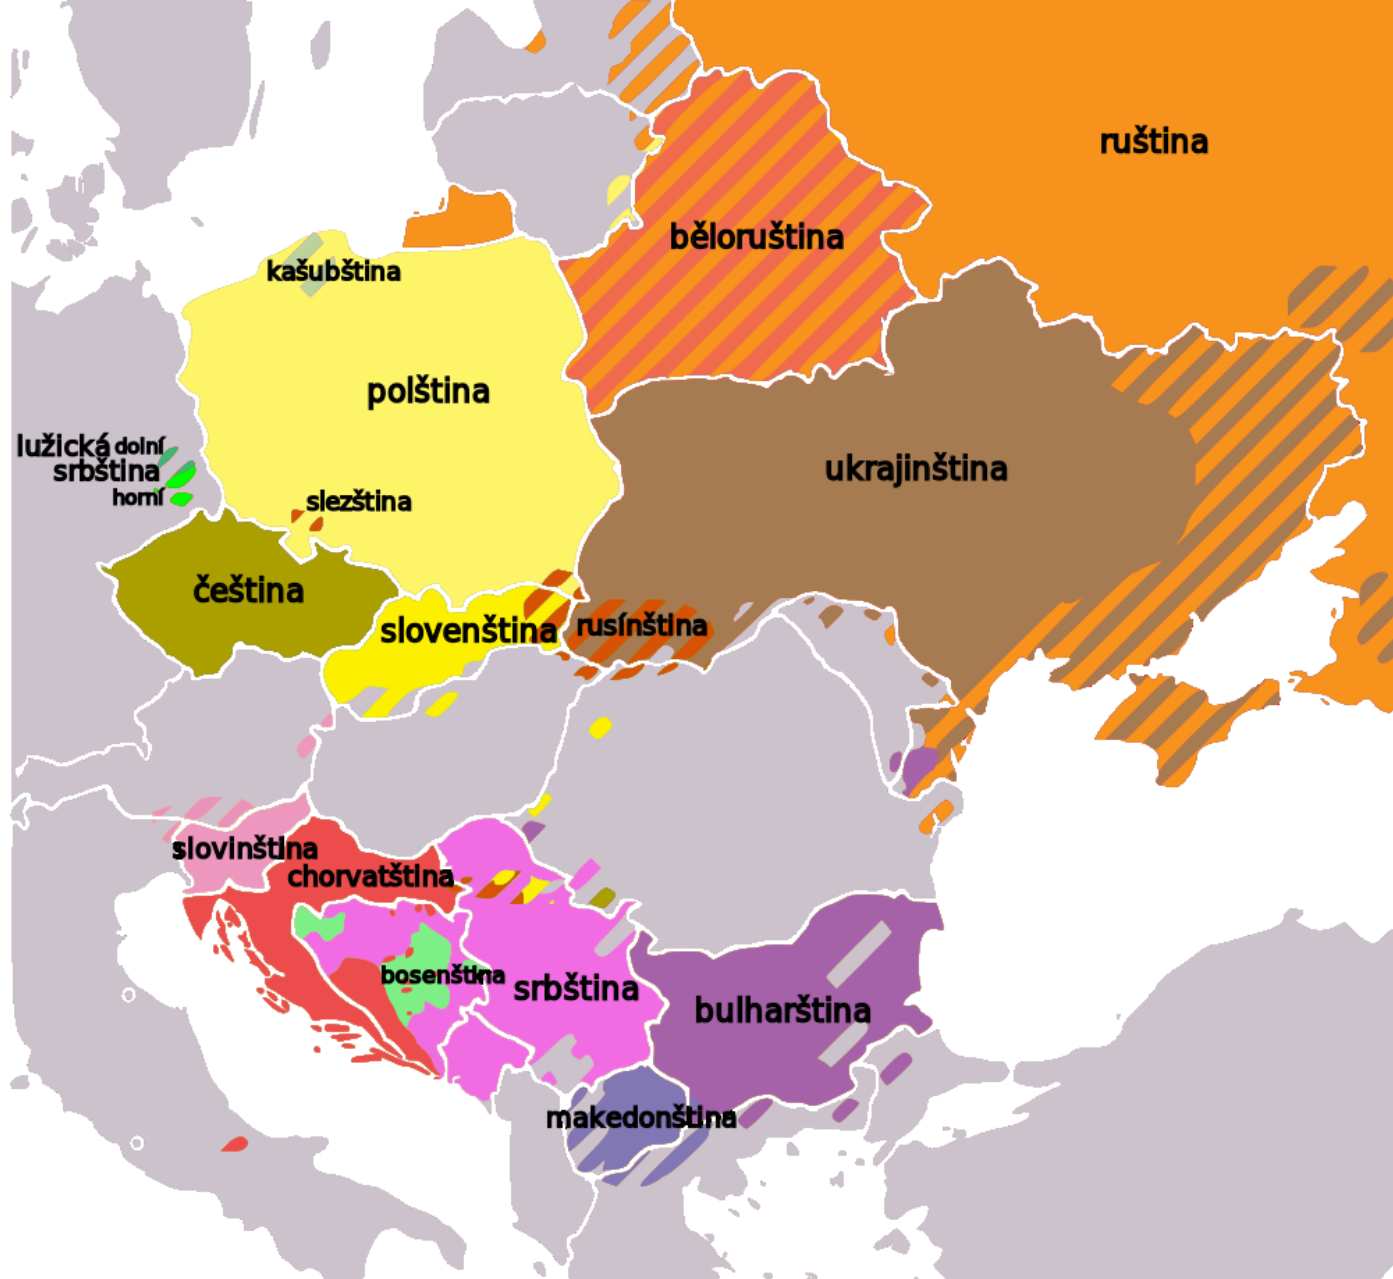 ruština
běloruština
kašubština
polština
lužická dolní
srbština
horní
slezština
ukrajinština
čeština
slovenština
rusínština
slovinština
chorvatština
bosenština
srbština
bulharština
makedonština